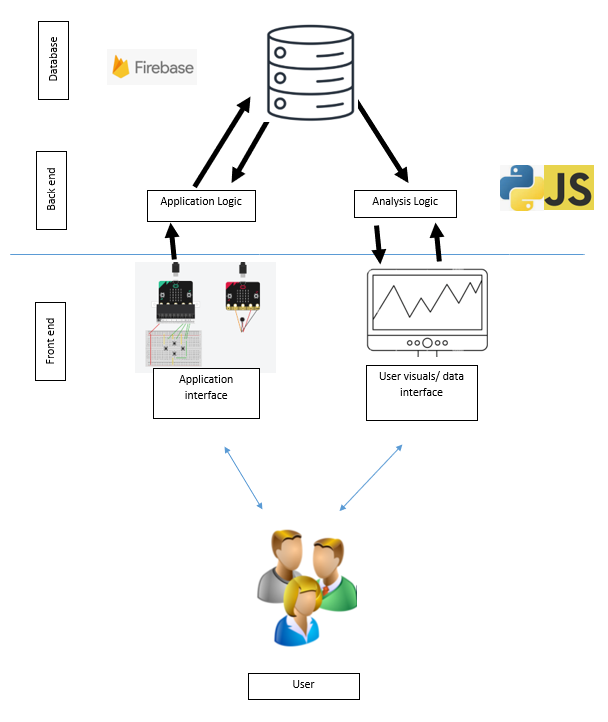 Database
Firebase
Back end
Application Logic
Analysis Logic
JS
Front end
Application
interface
User visuals/ data
interface
User